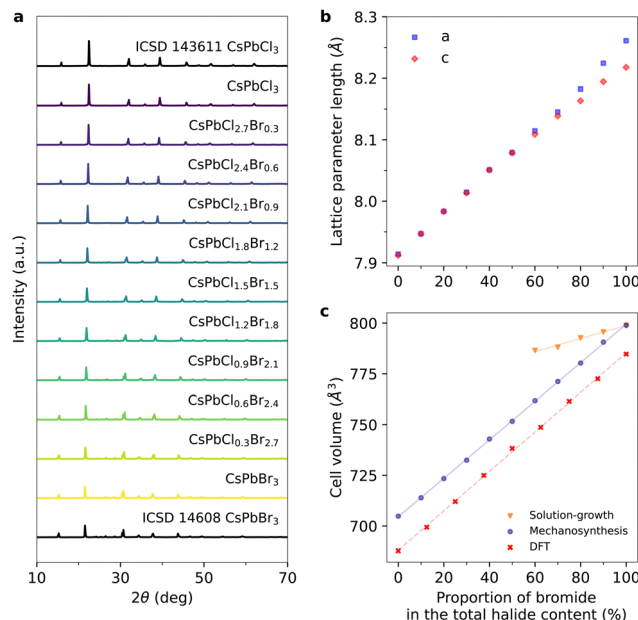 a
ICSD 143611 CsPbCl₃
CsPbCl₃
CsPbCl₂.₇Br₀.₃
CsPbCl₂.₄Br₀.₆
CsPbCl₂.₁Br₀.₉
CsPbCl₁.₈Br₁.₂
CsPbCl₁.₅Br₁.₅
CsPbCl₁.₂Br₁.₈
CsPbCl₀.₉Br₂.₁
CsPbCl₀.₆Br₂.₄
CsPbCl₀.₃Br₂.₇
CsPbBr₃
ICSD 14608 CsPbBr₃
Intensity (a.u.)
10 20 30 40 50 60 70
2θ (deg)
b
a
c
Lattice parameter length (Å)
8.3
8.2
8.1
8.0
7.9
0 20 40 60 80 100
c
Cell volume (Å³)
800
775
750
725
700
Solution-growth
Mechanosynthesis
DFT
0 20 40 60 80 100
Proportion of bromide
in the total halide content (%)